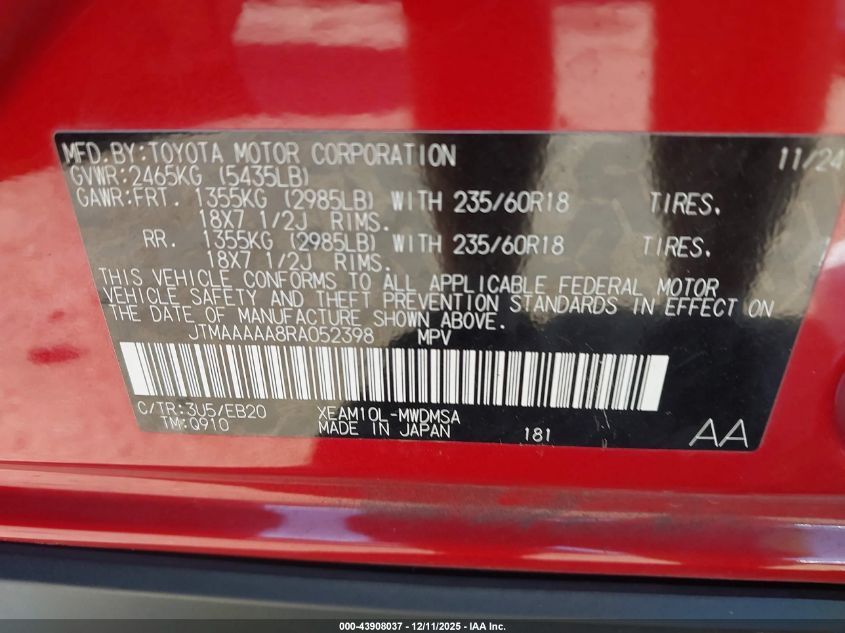 MFD.BY:TOYOTA MOTOR CORPORATION 11/24
GVWR:2465KG (5435LB)
GAWR:FRT. 1355KG (2985LB) WITH 235/60R18 TIRES.
18X7 1/2J RIMS.
RR. 1355KG (2985LB) WITH 235/60R18 TIRES.
18X7 1/2J RIMS.
THIS VEHICLE CONFORMS TO ALL APPLICABLE FEDERAL MOTOR
VEHICLE SAFETY AND THEFT PREVENTION STANDARDS IN EFFECT ON
THE DATE OF MANUFACTURE SHOWN ABOVE.
JTMAAAAA8RA052398 MPV
C/TR:3U5/EB20 XEAM10L-MWDMSA
TM:Q910 MADE IN JAPAN 181 AA
000-43908037 - 12/11/2025 - IAA Inc.